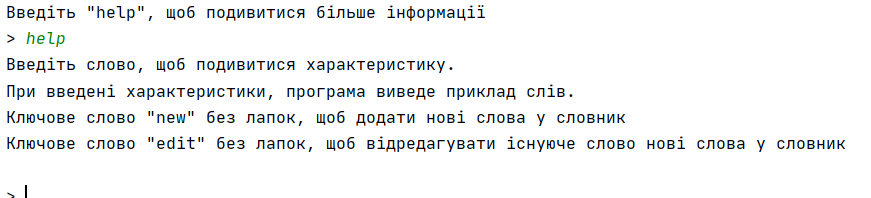 Введіть "help", щоб подивитися більше інформації
> help
Введіть слово, щоб подивитися характеристику.
При введені характеристики, програма виведе приклад слів.
Ключове слово "new" без лапок, щоб додати нові слова у словник
Ключове слово "edit" без лапок, щоб відредагувати існуюче слово нові слова у словник
>